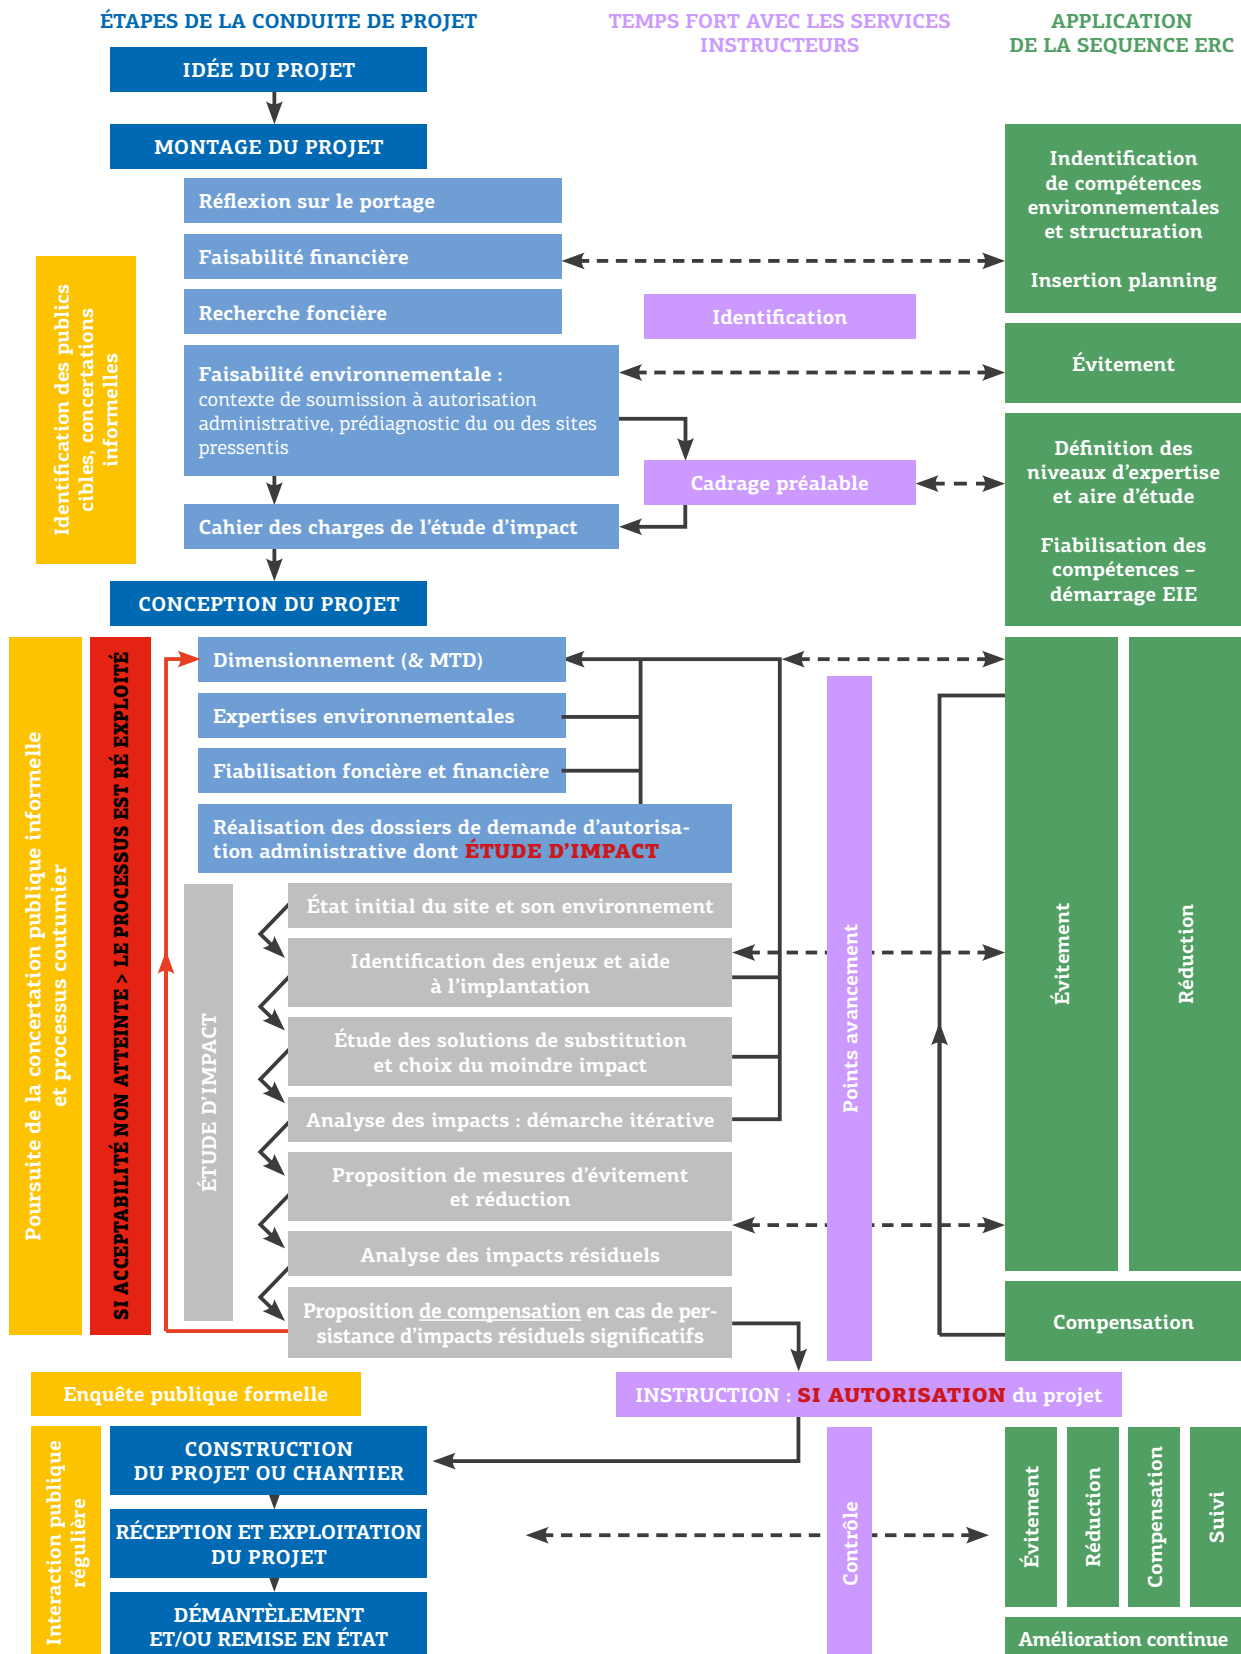 ÉTAPES DE LA CONDUITE DE PROJET
TEMPS FORT AVEC LES SERVICES
INSTRUCTEURS
APPLICATION
DE LA SEQUENCE ERC
IDÉE DU PROJET
MONTAGE DU PROJET
Réflexion sur le portage
Faisabilité financière
Recherche foncière
Faisabilité environnementale :
contexte de soumission à autorisation
administrative, prédiagnostic du ou des sites
pressentis
Cahier des charges de l'étude d'impact
Identification des publics
cibles, concertations
informelles
Identification
Cadrage préalable
Indentification
de compétences
environnementales
et structuration
Insertion planning
Évitement
Définition des
niveaux d'expertise
et aire d'étude
Fiabilisation des
compétences –
démarrage EIE
CONCEPTION DU PROJET
Poursuite de la concertation publique informelle
et processus coutumier
SI ACCEPTABILITÉ NON ATTEINTE > LE PROCESSUS EST RÉ EXPLOITÉ
Dimensionnement (& MTD)
Expertises environnementales
Fiabilisation foncière et financière
Réalisation des dossiers de demande d'autorisa-
tion administrative dont ÉTUDE D'IMPACT
ÉTUDE D'IMPACT
État initial du site et son environnement
Identification des enjeux et aide
à l'implantation
Étude des solutions de substitution
et choix du moindre impact
Analyse des impacts : démarche itérative
Proposition de mesures d'évitement
et réduction
Analyse des impacts résiduels
Proposition de compensation en cas de per-
sistance d'impacts résiduels significatifs
Points avancement
Évitement
Réduction
Compensation
Enquête publique formelle
INSTRUCTION : SI AUTORISATION du projet
Interaction publique
régulière
CONSTRUCTION
DU PROJET OU CHANTIER
RÉCEPTION ET EXPLOITATION
DU PROJET
DÉMANTÈLEMENT
ET/OU REMISE EN ÉTAT
Contrôle
Évitement
Réduction
Compensation
Suivi
Amélioration continue